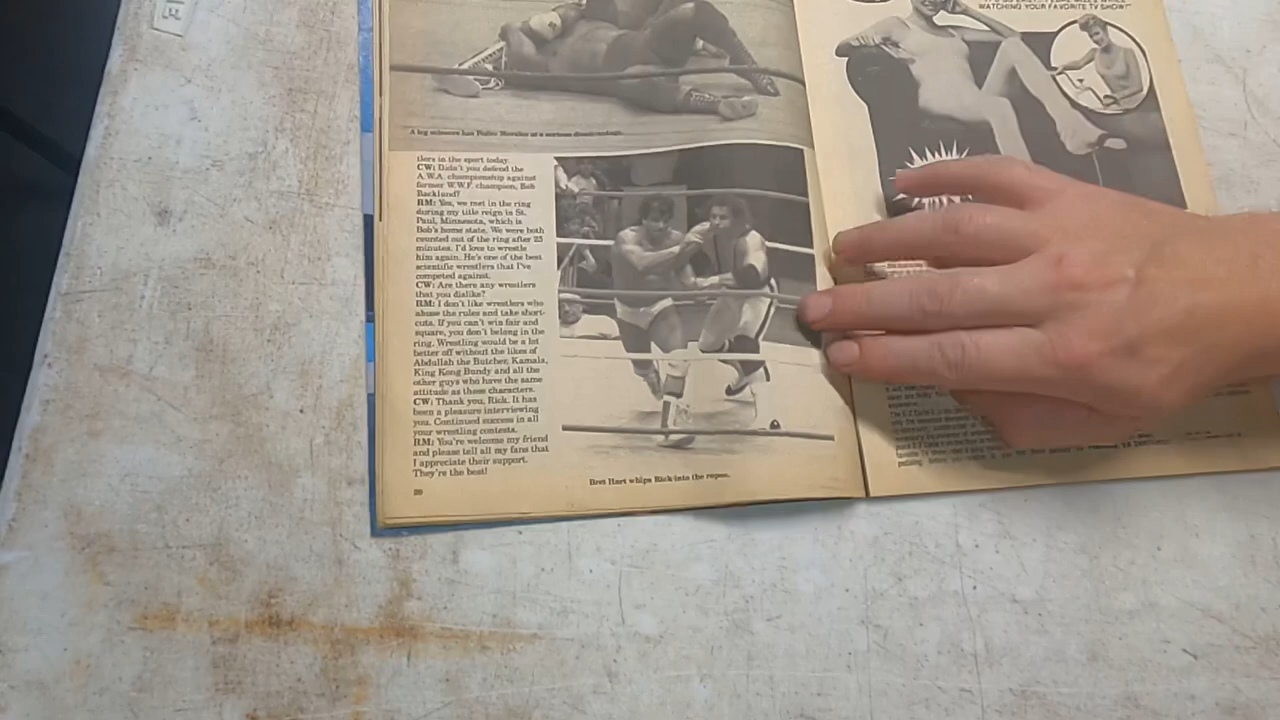 WATCHING YOUR FAVORITE TV SHOW!"
A leg scissors has Pedro Morales at a serious disadvantage.
tlers in the sport today.
CW: Didn't you defend the
A.W.A. championship against
former W.W.F. champion, Bob
Backlund?
RM: Yes, we met in the ring
during my title reign in St.
Paul, Minnesota, which is
Bob's home state. We were both
counted out of the ring after 25
minutes. I'd love to wrestle
him again. He's one of the best
scientific wrestlers that I've
competed against.
CW: Are there any wrestlers
that you dislike?
RM: I don't like wrestlers who
abuse the rules and take short-
cuts. If you can't win fair and
square, you don't belong in the
ring. Wrestling would be a lot
better off without the likes of
Abdullah the Butcher, Kamala,
King Kong Bundy and all the
other guys who have the same
attitude as those characters.
CW: Thank you, Rick. It has
been a pleasure interviewing
you. Continued success in all
your wrestling contests.
RM: You're welcome my friend
and please tell all my fans that
I appreciate their support.
They're the best!
Bret Hart whips Rick into the ropes.
20